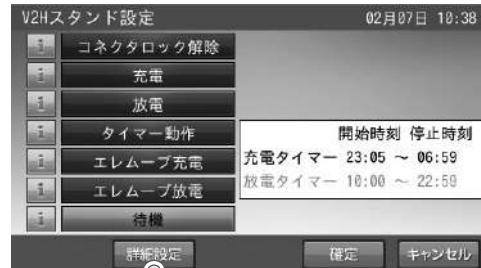 V2Hスタンド設定 02月07日 10:38
i コネクタロック解除
i 充電
i 放電
i タイマー動作
i エレムーブ充電
i エレムーブ放電
i 待機
開始時刻 停止時刻
充電タイマー 23:05 ～ 06:59
放電タイマー 10:00 ～ 22:59
詳細設定 確定 キャンセル